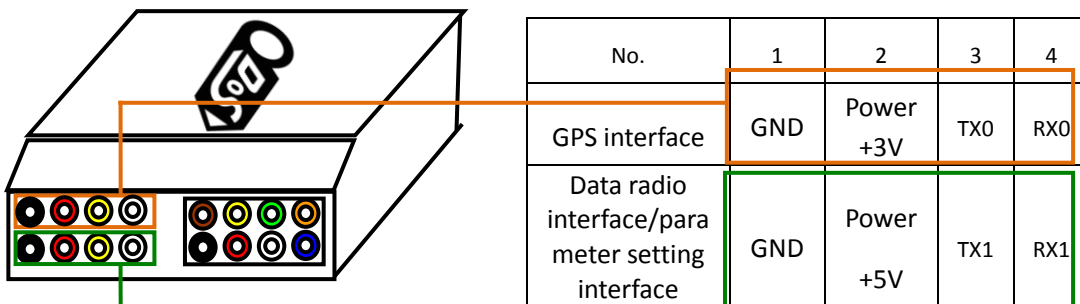 No. 1 2 3 4
GPS interface GND Power +3V TX0 RX0
Data radio
interface/para
meter setting
interface
GND Power +5V TX1 RX1